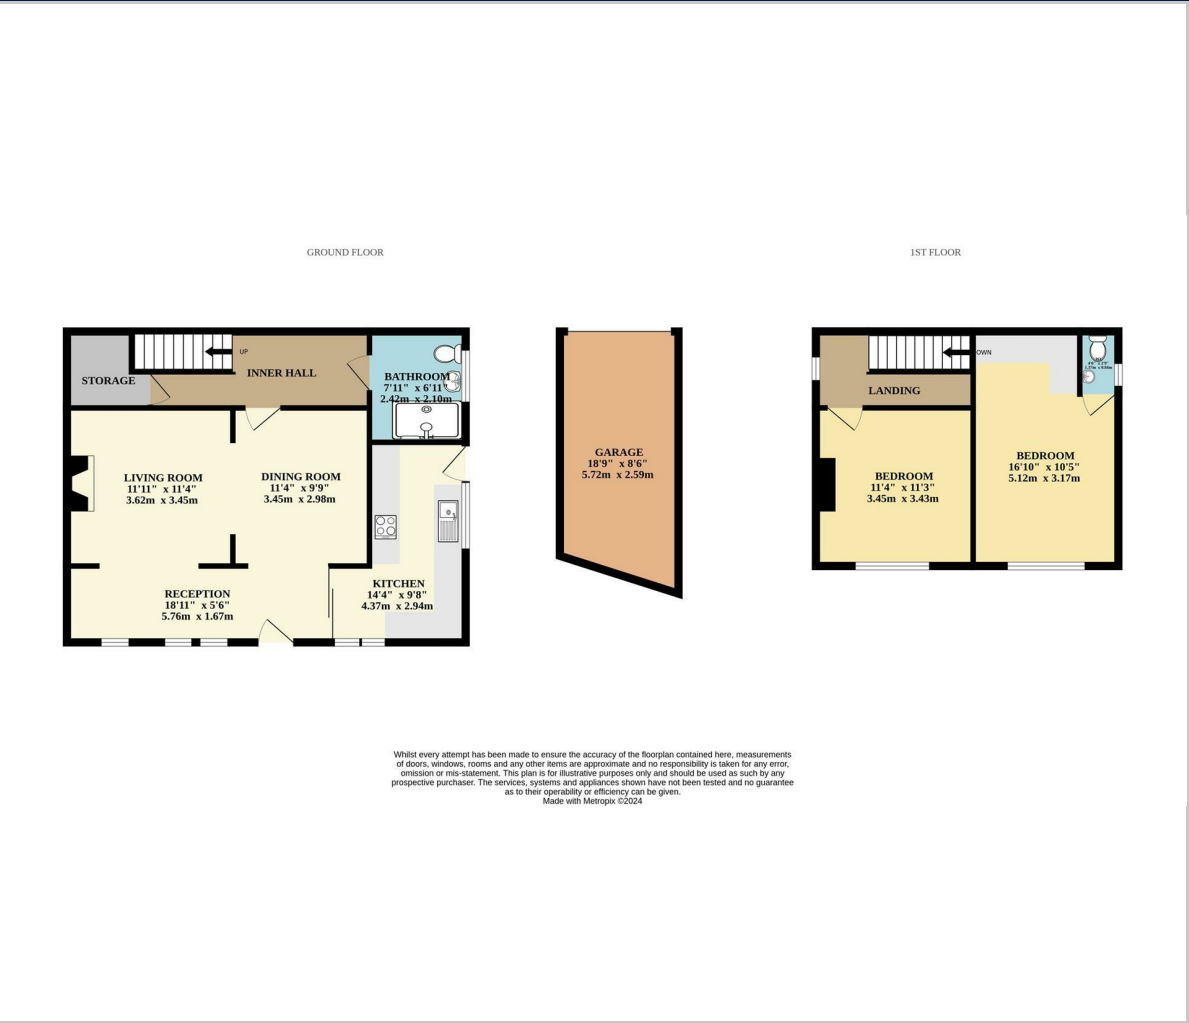 GROUND FLOOR
1ST FLOOR
UP
STORAGE
INNER HALL
BATHROOM
7'11" x 6'11"
2.42m x 2.10m
LIVING ROOM
11'11" x 11'4"
3.62m x 3.45m
DINING ROOM
11'4" x 9'9"
3.45m x 2.98m
RECEPTION
18'11" x 5'6"
5.76m x 1.67m
KITCHEN
14'4" x 9'8"
4.37m x 2.94m
GARAGE
18'9" x 8'6"
5.72m x 2.59m
OWN
LANDING
BEDROOM
11'4" x 11'3"
3.45m x 3.43m
BEDROOM
16'10" x 10'5"
5.12m x 3.17m
Whilst every attempt has been made to ensure the accuracy of the floorplan contained here, measurements
of doors, windows, rooms and any other items are approximate and no responsibility is taken for any error,
omission or mis-statement. This plan is for illustrative purposes only and should be used as such by any
prospective purchaser. The services, systems and appliances shown have not been tested and no guarantee
as to their operability or efficiency can be given.
Made with Metropix ©2024